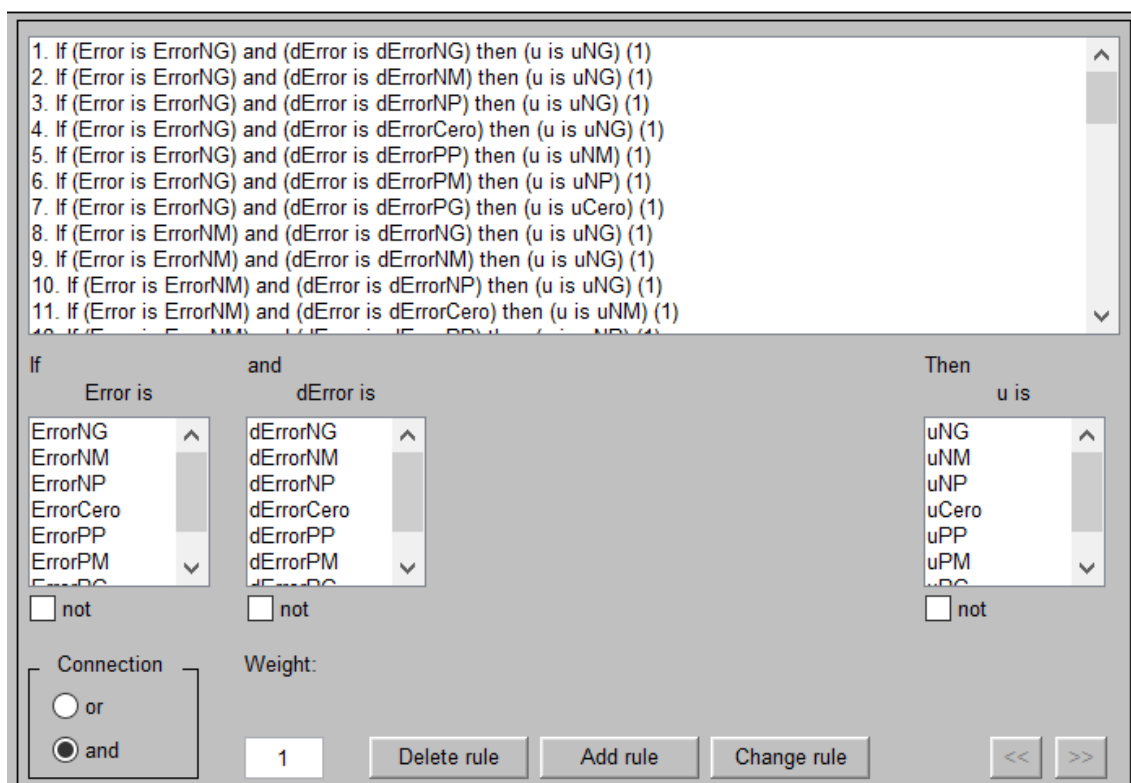 1. If (Error is ErrorNG) and (dError is dErrorNG) then (u is uNG) (1)
2. If (Error is ErrorNG) and (dError is dErrorNM) then (u is uNG) (1)
3. If (Error is ErrorNG) and (dError is dErrorNP) then (u is uNG) (1)
4. If (Error is ErrorNG) and (dError is dErrorCero) then (u is uNG) (1)
5. If (Error is ErrorNG) and (dError is dErrorPP) then (u is uNM) (1)
6. If (Error is ErrorNG) and (dError is dErrorPM) then (u is uNP) (1)
7. If (Error is ErrorNG) and (dError is dErrorPG) then (u is uCero) (1)
8. If (Error is ErrorNM) and (dError is dErrorNG) then (u is uNG) (1)
9. If (Error is ErrorNM) and (dError is dErrorNM) then (u is uNG) (1)
10. If (Error is ErrorNM) and (dError is dErrorNP) then (u is uNG) (1)
11. If (Error is ErrorNM) and (dError is dErrorCero) then (u is uNM) (1)
If and Then
Error is dError is u is
ErrorNG dErrorNG uNG
ErrorNM dErrorNM uNM
ErrorNP dErrorNP uNP
ErrorCero dErrorCero uCero
ErrorPP dErrorPP uPP
ErrorPM dErrorPM uPM
not not not
Connection Weight:
or
and 1 Delete rule Add rule Change rule << >>